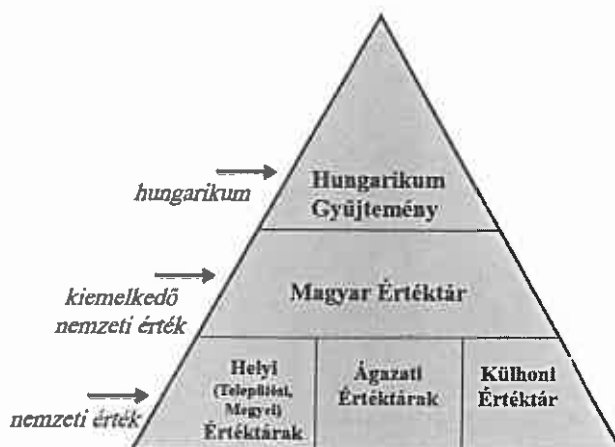 hungarikum
Hungarikum
Gyűjtemény
kiemelkedő
nemzeti érték
Magyar Értéktár
nemzeti érték
Helyi
(Települési,
Megyei)
Értéktárak
Ágazati
Értéktárak
Külhoni
Értéktár